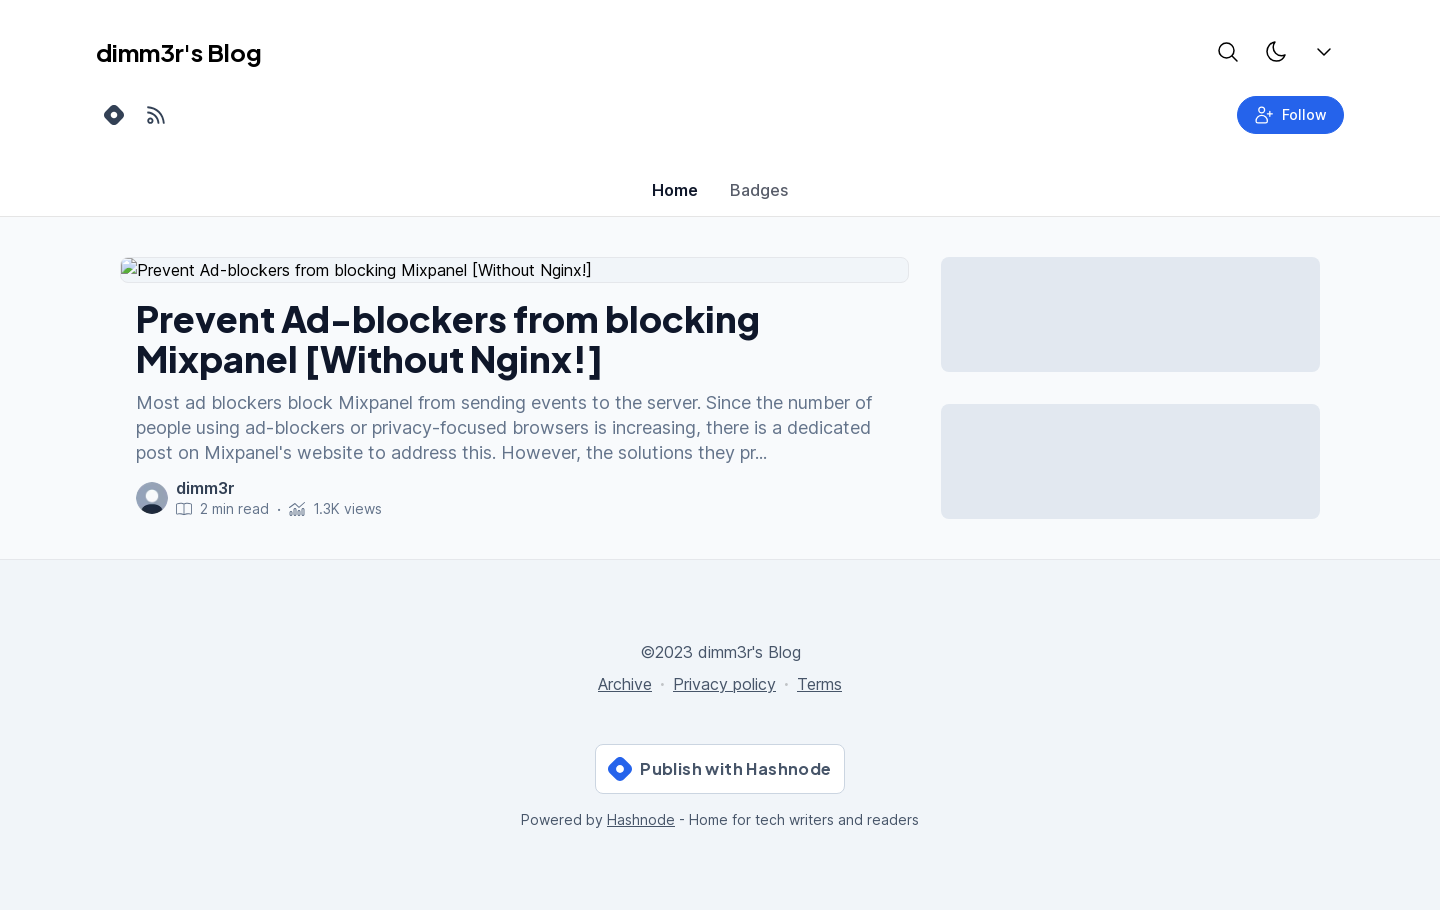 dimm3r's Blog
Follow
Home
Badges
Prevent Ad-blockers from blocking Mixpanel [Without Nginx!]
Prevent Ad-blockers from blocking
Mixpanel [Without Nginx!]
Most ad blockers block Mixpanel from sending events to the server. Since the number of
people using ad-blockers or privacy-focused browsers is increasing, there is a dedicated
post on Mixpanel's website to address this. However, the solutions they pr...
dimm3r
2 min read · 1.3K views
©2023 dimm3r's Blog
Archive · Privacy policy · Terms
Publish with Hashnode
Powered by Hashnode - Home for tech writers and readers